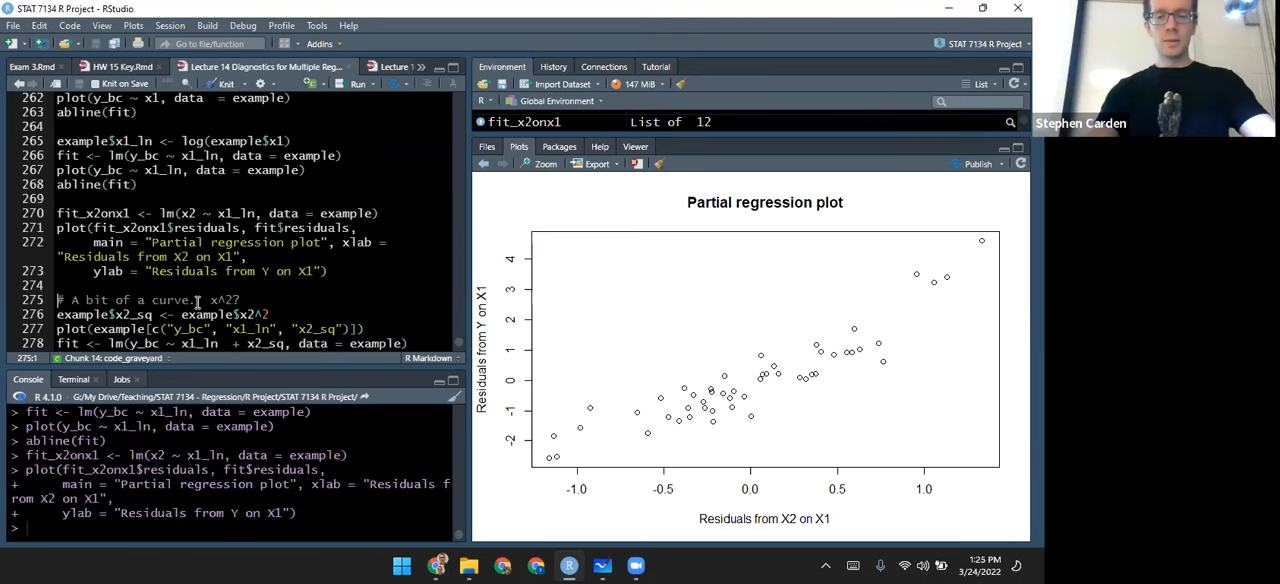 STAT 7134 R Project - RStudio
File Edit Code View Plots Session Build Debug Profile Tools Help
Go to file/function Addins
STAT 7134 R Project
Exam 3.Rmd HW 15 Key.Rmd Lecture 14 Diagnostics for Multiple Reg... Lecture 1
Knit on Save Knit Run
262 plot(y_bc ~ x1, data = example)
263 abline(fit)
264
265 example$x1_ln <- log(example$x1)
266 fit <- lm(y_bc ~ x1_ln, data = example)
267 plot(y_bc ~ x1_ln, data = example)
268 abline(fit)
269
270 fit_x2onx1 <- lm(x2 ~ x1_ln, data = example)
271 plot(fit_x2onx1$residuals, fit$residuals,
272 main = "Partial regression plot", xlab =
"Residuals from X2 on X1",
273 ylab = "Residuals from Y on X1")
274
275 # A bit of a curve. x^2?
276 example$x2_sq <- example$x2^2
277 plot(example[c("y_bc", "x1_ln", "x2_sq")])
278 fit <- lm(y_bc ~ x1_ln + x2_sq, data = example)
275:1 Chunk 14: code_graveyard R Markdown
Console Terminal Jobs
R 4.1.0 · G:/My Drive/Teaching/STAT 7134 - Regression/R Projects/STAT 7134 R Project/
> fit <- lm(y_bc ~ x1_ln, data = example)
> plot(y_bc ~ x1_ln, data = example)
> abline(fit)
> fit_x2onx1 <- lm(x2 ~ x1_ln, data = example)
> plot(fit_x2onx1$residuals, fit$residuals,
+ main = "Partial regression plot", xlab = "Residuals f
rom X2 on X1",
+ ylab = "Residuals from Y on X1")
>
Environment History Connections Tutorial
Import Dataset 147 MiB List
R Global Environment
fit_x2onx1 List of 12
Files Plots Packages Help Viewer
Zoom Export Publish
Partial regression plot
Residuals from Y on X1
4
3
2
1
0
-1
-2
-1.0 -0.5 0.0 0.5 1.0
Residuals from X2 on X1
Stephen Carden
1:25 PM
3/24/2022